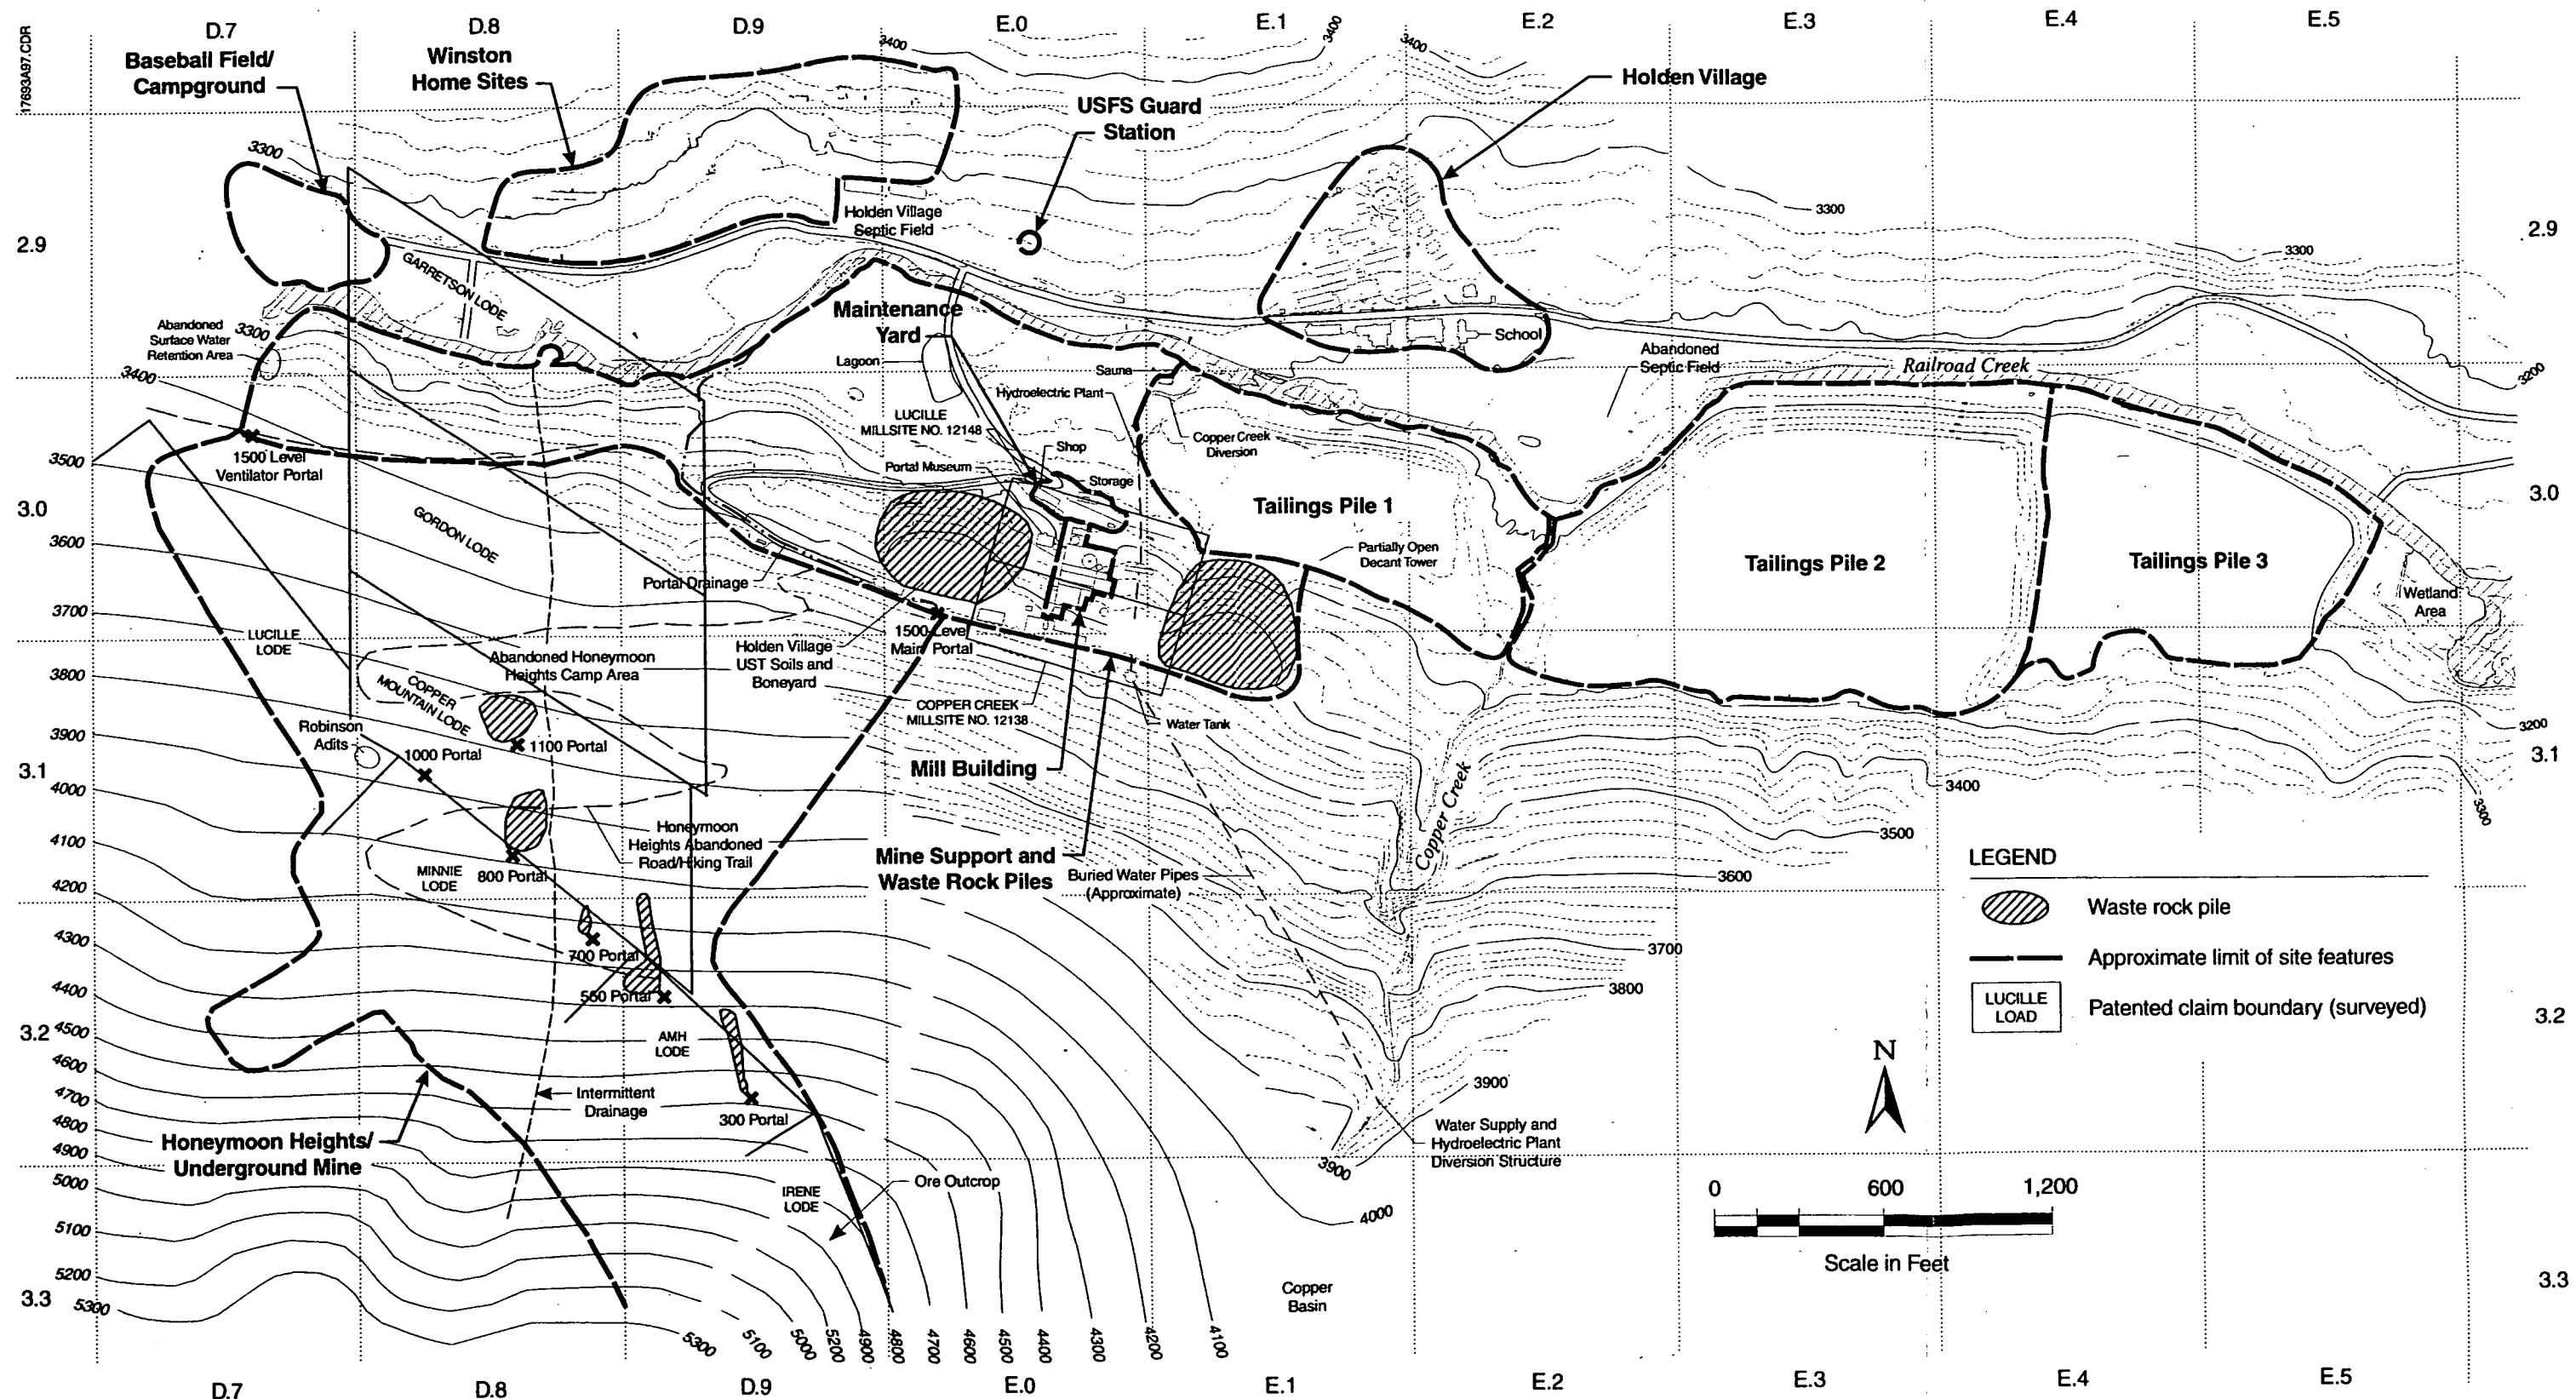 17693A97.CDR
D.7
D.8
D.9
E.0
E.1
E.2
E.3
E.4
E.5
Baseball Field/
Campground
Winston
Home Sites
3400
3400
3400
USFS Guard
Station
Holden Village
3300
3300
2.9
2.9
3300
Holden Village
Septic Field
GARRETSON LODE
Maintenance
Yard
Abandoned
Surface Water
Retention Area
3300
Lagoon
School
Abandoned
Septic Field
Railroad Creek
3200
3400
Sauna
Hydroelectric Plant
LUCILLE
MILLSITE NO. 12148
Copper Creek
Diversion
Shop
Portal Museum
Storage
1500 Level
Ventilator Portal
3500
3.0
3.0
GORDON LODE
Tailings Pile 1
Tailings Pile 2
Tailings Pile 3
3600
Portal Drainage
Partially Open
Decant Tower
Wetland
Area
3700
LUCILLE
LODE
1500 Level
Main Portal
Holden Village
UST Soils and
Boneyard
Abandoned Honeymoon
Heights Camp Area
3800
COPPER
MOUNTAIN LODE
COPPER CREEK
MILLSITE NO. 12138
Water Tank
3200
3900
Robinson
Adits
1000 Portal
1100 Portal
Mill Building
3.1
3.1
4000
3400
3300
Copper Creek
Honeymoon
Heights Abandoned
Road/Hiking Trail
3500
4100
Mine Support and
Waste Rock Piles
MINNIE
LODE
800 Portal
Buried Water Pipes
(Approximate)
3600
4200
LEGEND
Waste rock pile
4300
700 Portal
3700
Approximate limit of site features
4400
550 Portal
3800
LUCILLE
LOAD
Patented claim boundary (surveyed)
3.2
3.2
4500
AMH
LODE
N
4600
3900
4700
Intermittent
Drainage
300 Portal
4800
Water Supply and
Hydroelectric Plant
Diversion Structure
Honeymoon Heights/
Underground Mine
4900
3900
5000
IRENE
LODE
Ore Outcrop
0
600
1,200
4000
5100
Scale in Feet
5200
Copper
Basin
3.3
3.3
5300
5300
5100
5000
5200
4900
4800
4700
4600
4500
4400
4300
4200
4100
D.7
D.8
D.9
E.0
E.1
E.2
E.3
E.4
E.5